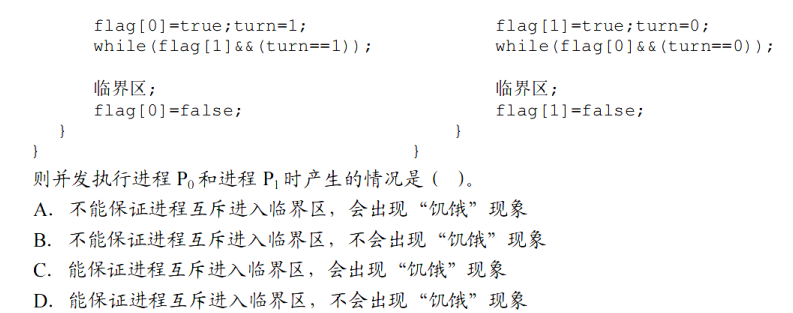 flag[0]=true;turn=1; flag[1]=true;turn=0;
while(flag[1]&&(turn==1)); while(flag[0]&&(turn==0));
临界区; 临界区;
flag[0]=false; flag[1]=false;
} }
} }
则并发执行进程 P₀ 和进程 P₁ 时产生的情况是（ ）。
A. 不能保证进程互斥进入临界区，会出现“饥饿”现象
B. 不能保证进程互斥进入临界区，不会出现“饥饿”现象
C. 能保证进程互斥进入临界区，会出现“饥饿”现象
D. 能保证进程互斥进入临界区，不会出现“饥饿”现象